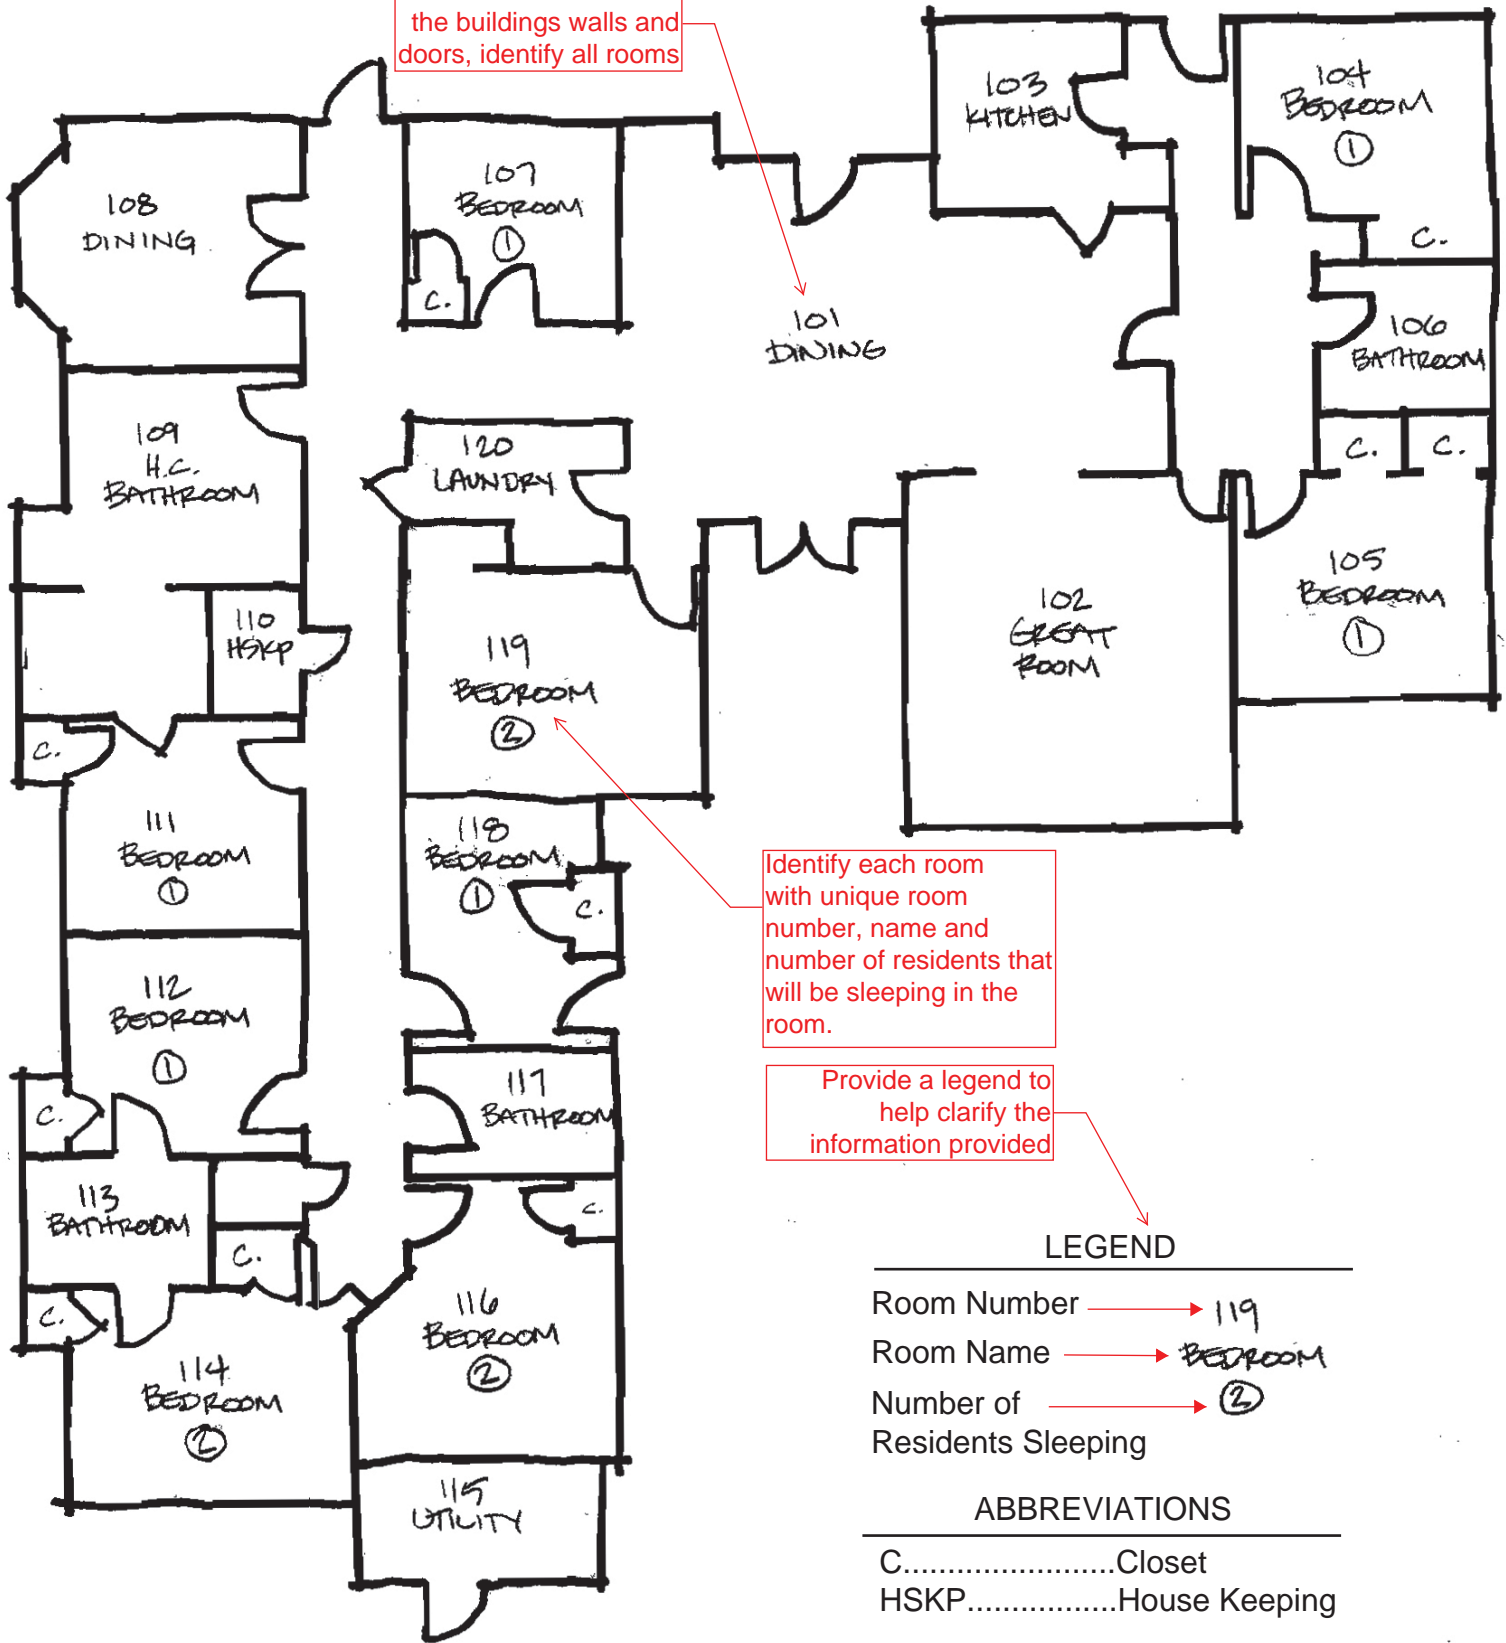 the buildings walls and
doors, identify all rooms
103
KITCHEN
104
BEDROOM
1
C.
107
BEDROOM
1
C.
108
DINING
101
DINING
106
BATHROOM
C.
C.
109
H.C.
BATHROOM
120
LAUNDRY
105
BEDROOM
1
102
GREAT
ROOM
110
HSKP
119
BEDROOM
2
C.
111
BEDROOM
1
118
BEDROOM
1
C.
Identify each room
with unique room
number, name and
number of residents that
will be sleeping in the
room.
112
BEDROOM
1
C.
117
BATHROOM
Provide a legend to
help clarify the
information provided
113
BATHROOM
C.
C.
C.
116
BEDROOM
2
114
BEDROOM
2
115
UTILITY
LEGEND
Room Number 119
Room Name BEDROOM
Number of 2
Residents Sleeping
ABBREVIATIONS
C........................Closet
HSKP.................House Keeping